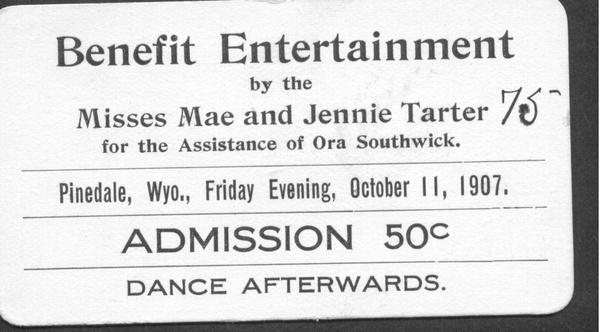 Benefit Entertainment
by the
Misses Mae and Jennie Tarter 75
for the Assistance of Ora Southwick.
Pinedale, Wyo., Friday Evening, October 11, 1907.
ADMISSION 50c
DANCE AFTERWARDS.